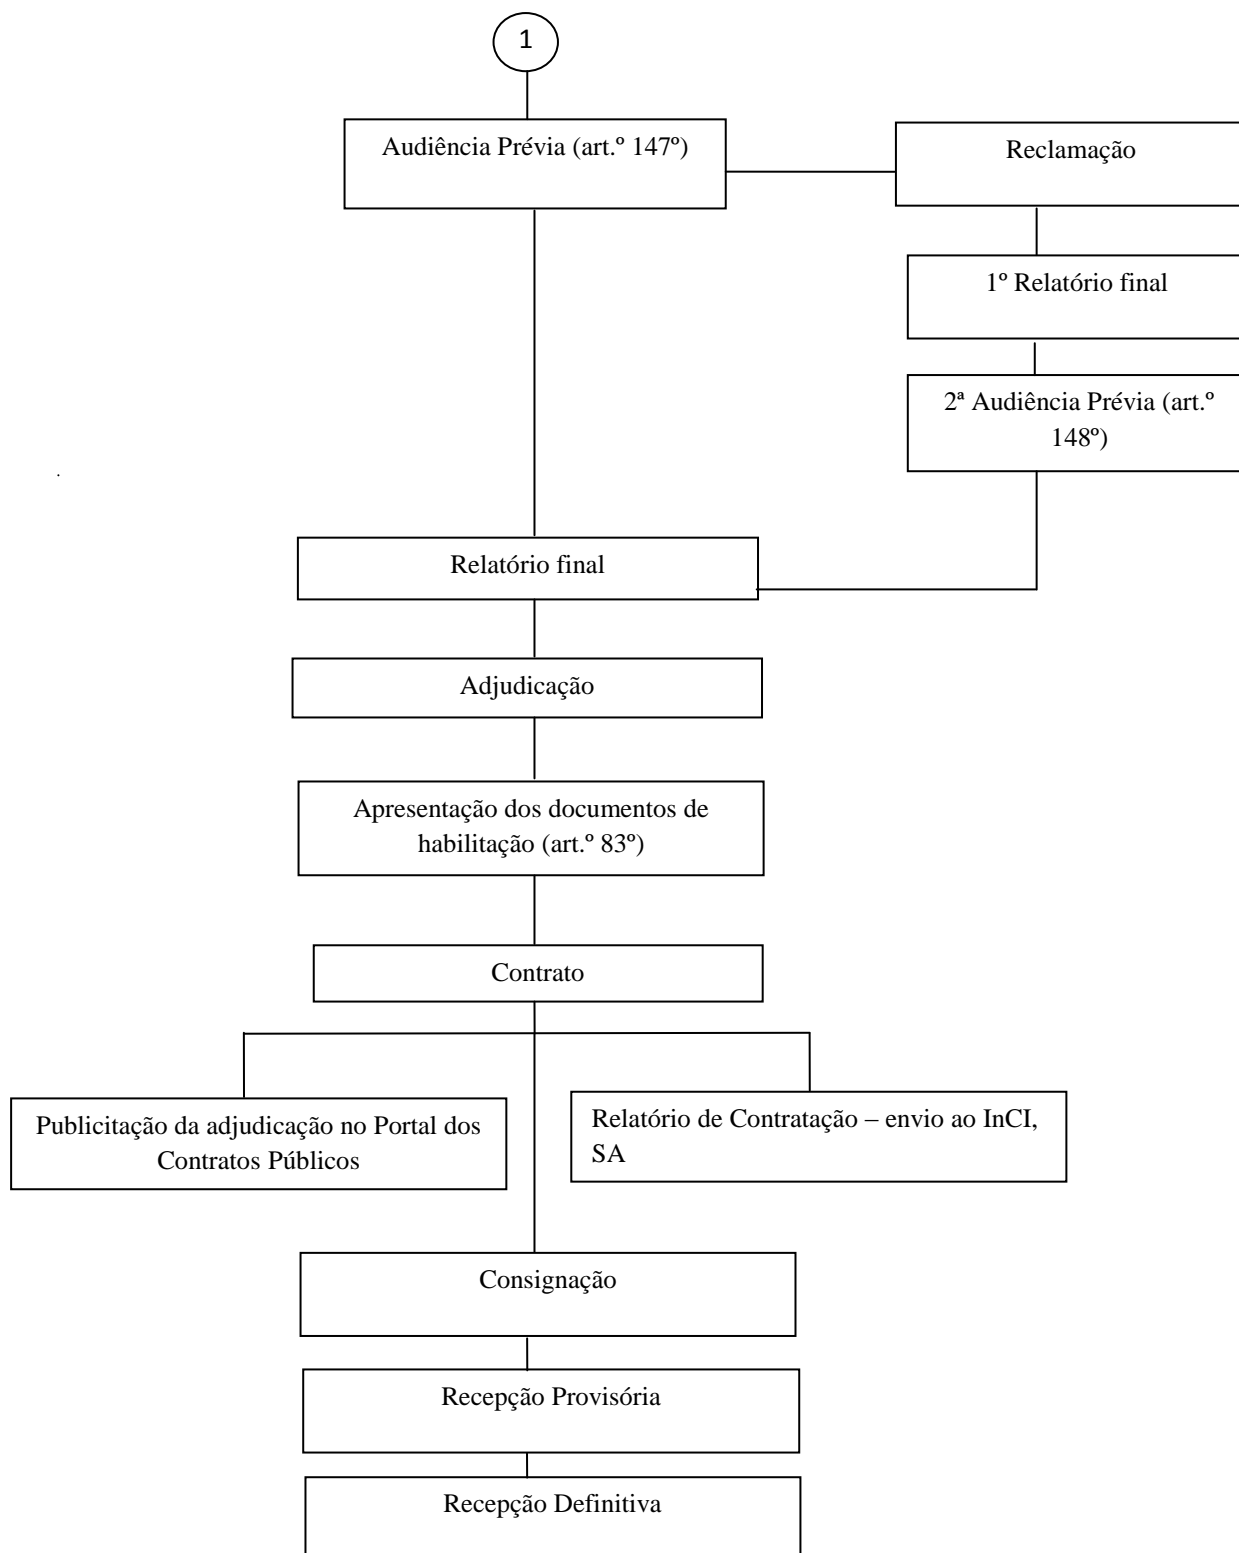 1
Audiência Prévia (art.º 147º)
Reclamação
1º Relatório final
2ª Audiência Prévia (art.º
148º)
.
Relatório final
Adjudicação
Apresentação dos documentos de
habilitação (art.º 83º)
Contrato
Publicitação da adjudicação no Portal dos
Contratos Públicos
Relatório de Contratação – envio ao InCI,
SA
Consignação
Recepção Provisória
Recepção Definitiva